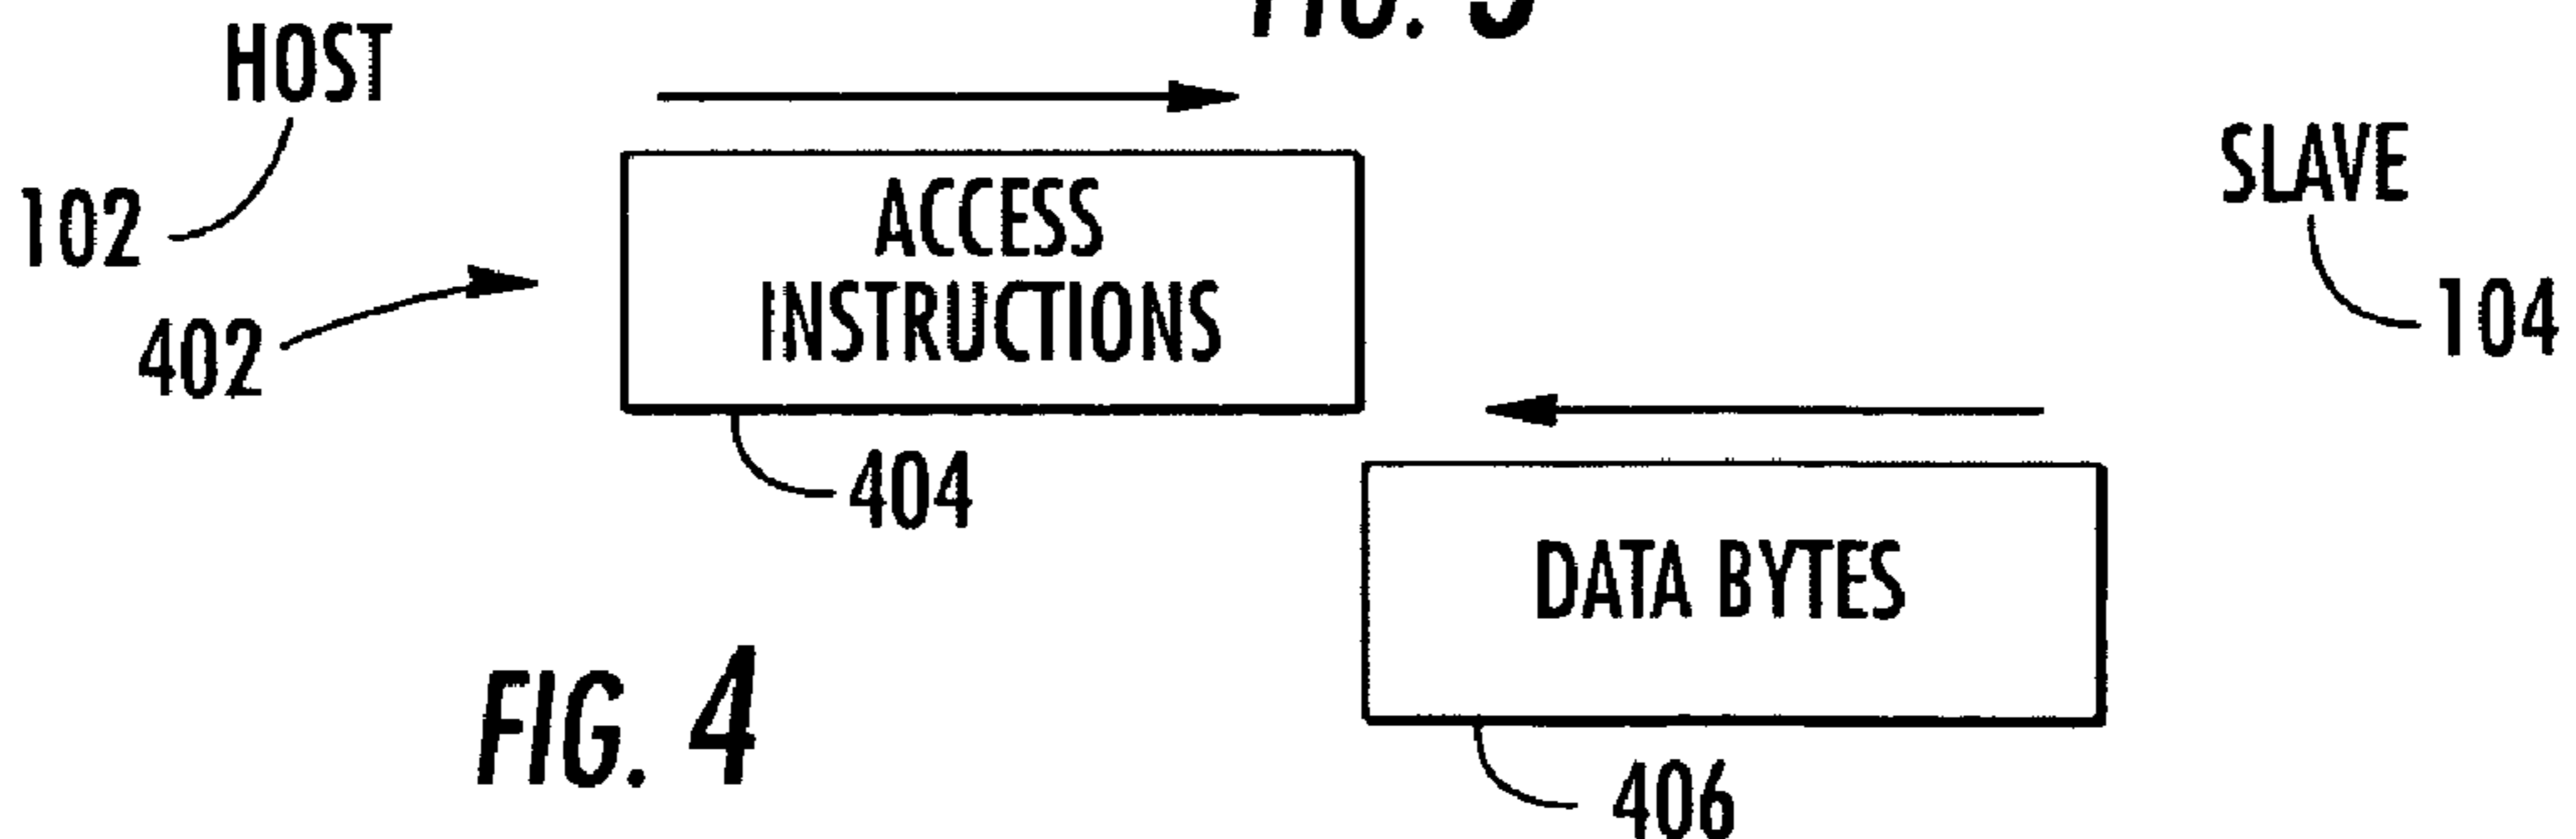 HOST
102
402
ACCESS
INSTRUCTIONS
404
SLAVE
104
DATA BYTES
406
FIG. 4